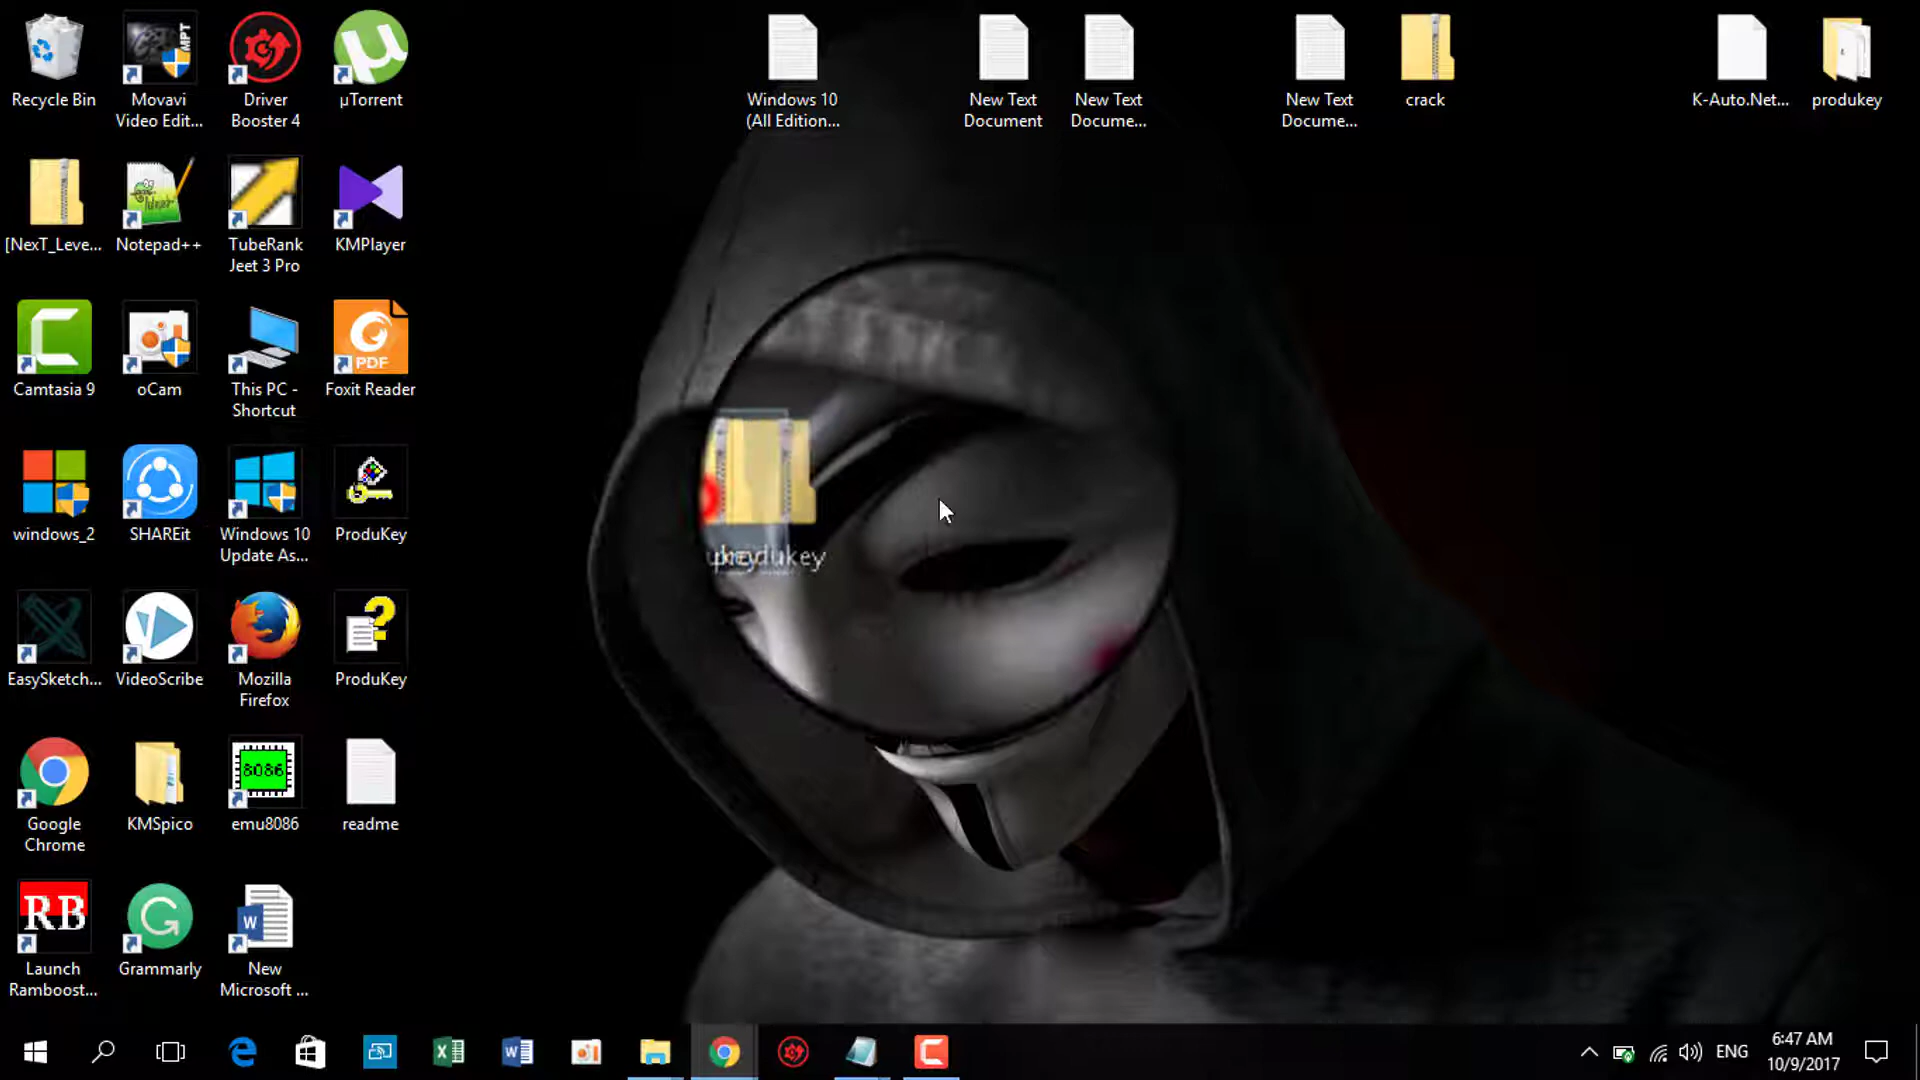 Recycle Bin
Movavi
Video Edit...
MPT
Driver
Booster 4
µTorrent
Windows 10
(All Edition...
New Text
Document
New Text
Docume...
New Text
Docume...
crack
K-Auto.Net...
produkey
[NexT_Leve...
Notepad++
TubeRank
Jeet 3 Pro
KMPlayer
Camtasia 9
oCam
This PC -
Shortcut
PDF
Foxit Reader
produkey
windows_2
SHAREit
Windows 10
Update As...
ProduKey
EasySketch...
VideoScribe
Mozilla
Firefox
ProduKey
Google
Chrome
KMSpico
8086
emu8086
readme
RB
Launch
Ramboost...
Grammarly
New
Microsoft ...
ENG
6:47 AM
10/9/2017